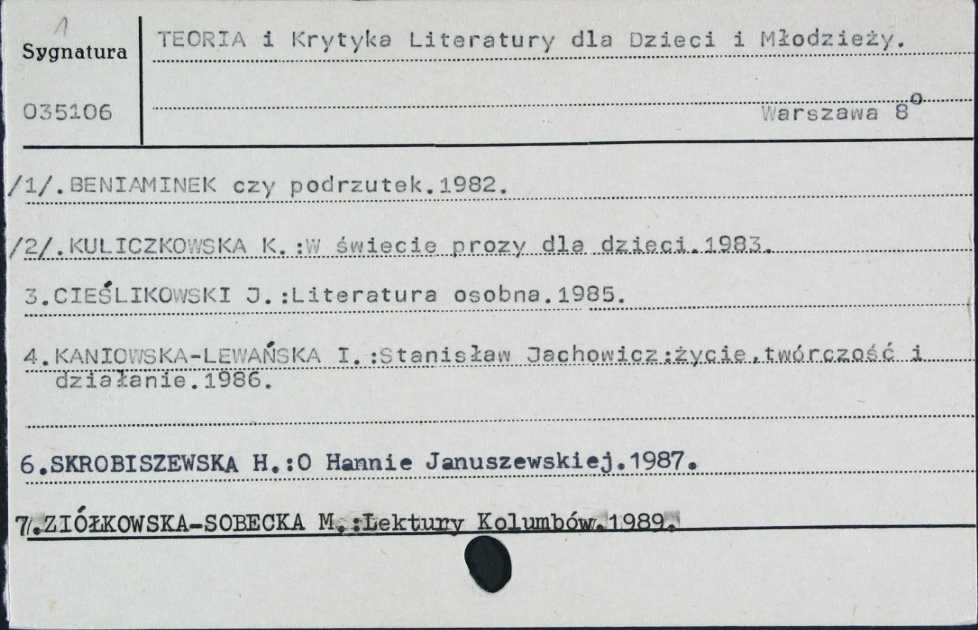 1
Sygnatura
TEORIA i Krytyka Literatury dla Dzieci i Młodzieży.
035106
Warszawa 8o
/1/.BENIAMINEK czy podrzutek.1982.
/2/.KULICZKOWSKA K.:W świecie prozy dla dzieci.1983.
3.CIEŚLIKOWSKI J.:Literatura osobna.1985.
4.KANIOWSKA-LEWAŃSKA I.:Stanisław Jachowicz:życie,twórczość i
działanie.1986.
6.SKROBISZEWSKA H.:O Hannie Januszewskiej.1987.
7.ZIÓŁKOWSKA-SOBECKA M.:Lektury Kolumbów.1989.